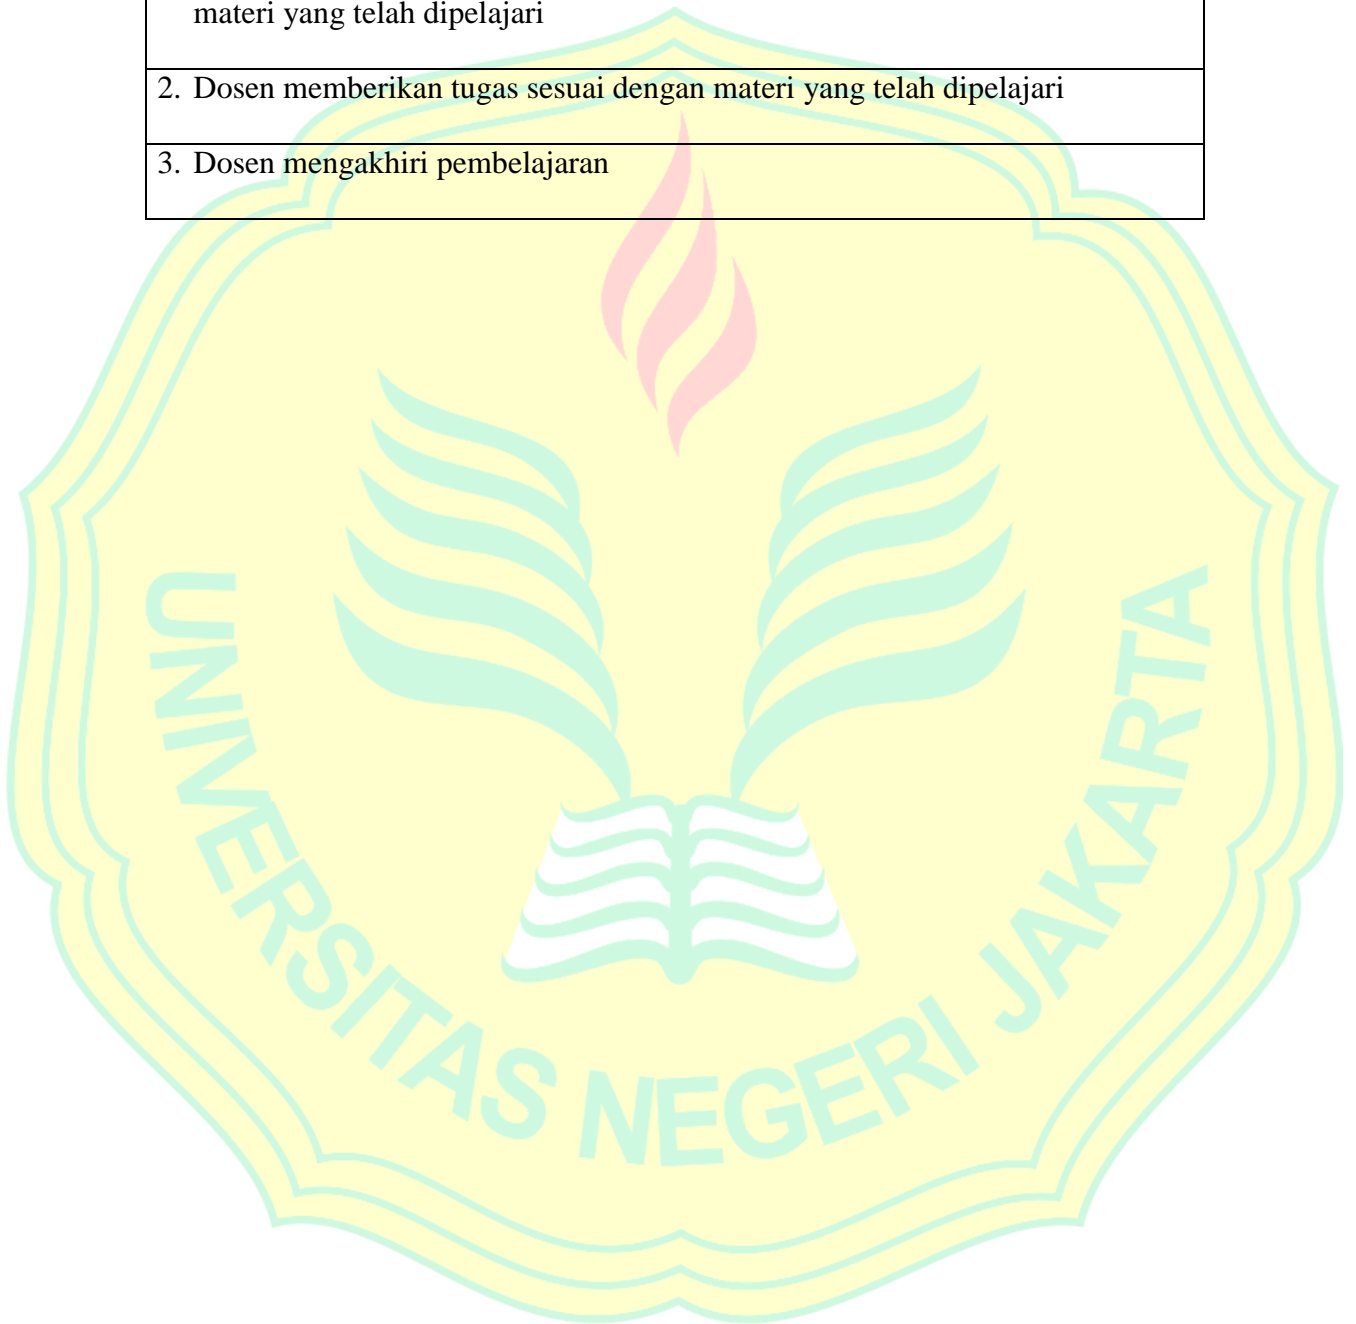 materi yang telah dipelajari
2. Dosen memberikan tugas sesuai dengan materi yang telah dipelajari
3. Dosen mengakhiri pembelajaran
UNIVERSITAS NEGERI JAKARTA